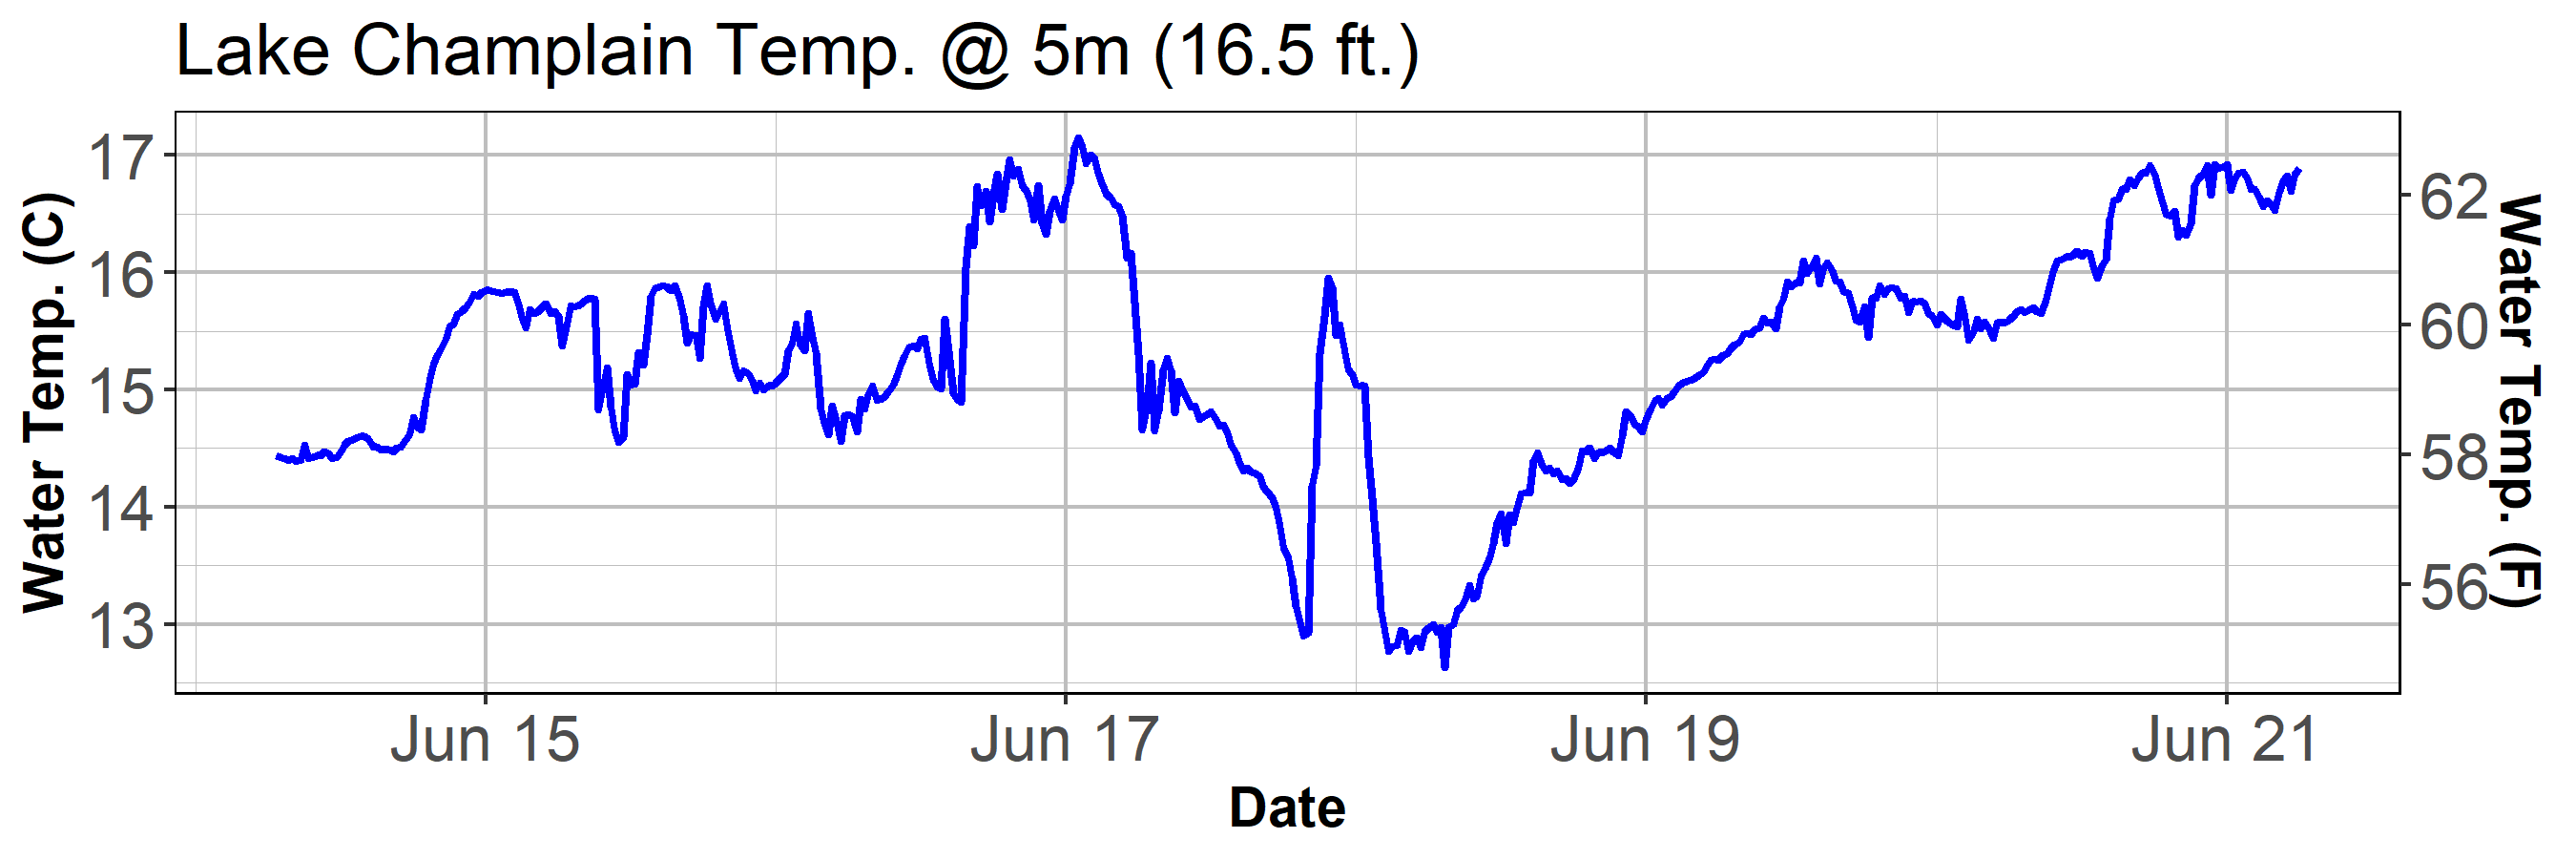 Lake Champlain Temp. @ 5m (16.5 ft.)
Water Temp. (C)
17
16
15
14
13
62
60
58
56
Water Temp. (F)
Jun 15 Jun 17 Jun 19 Jun 21
Date